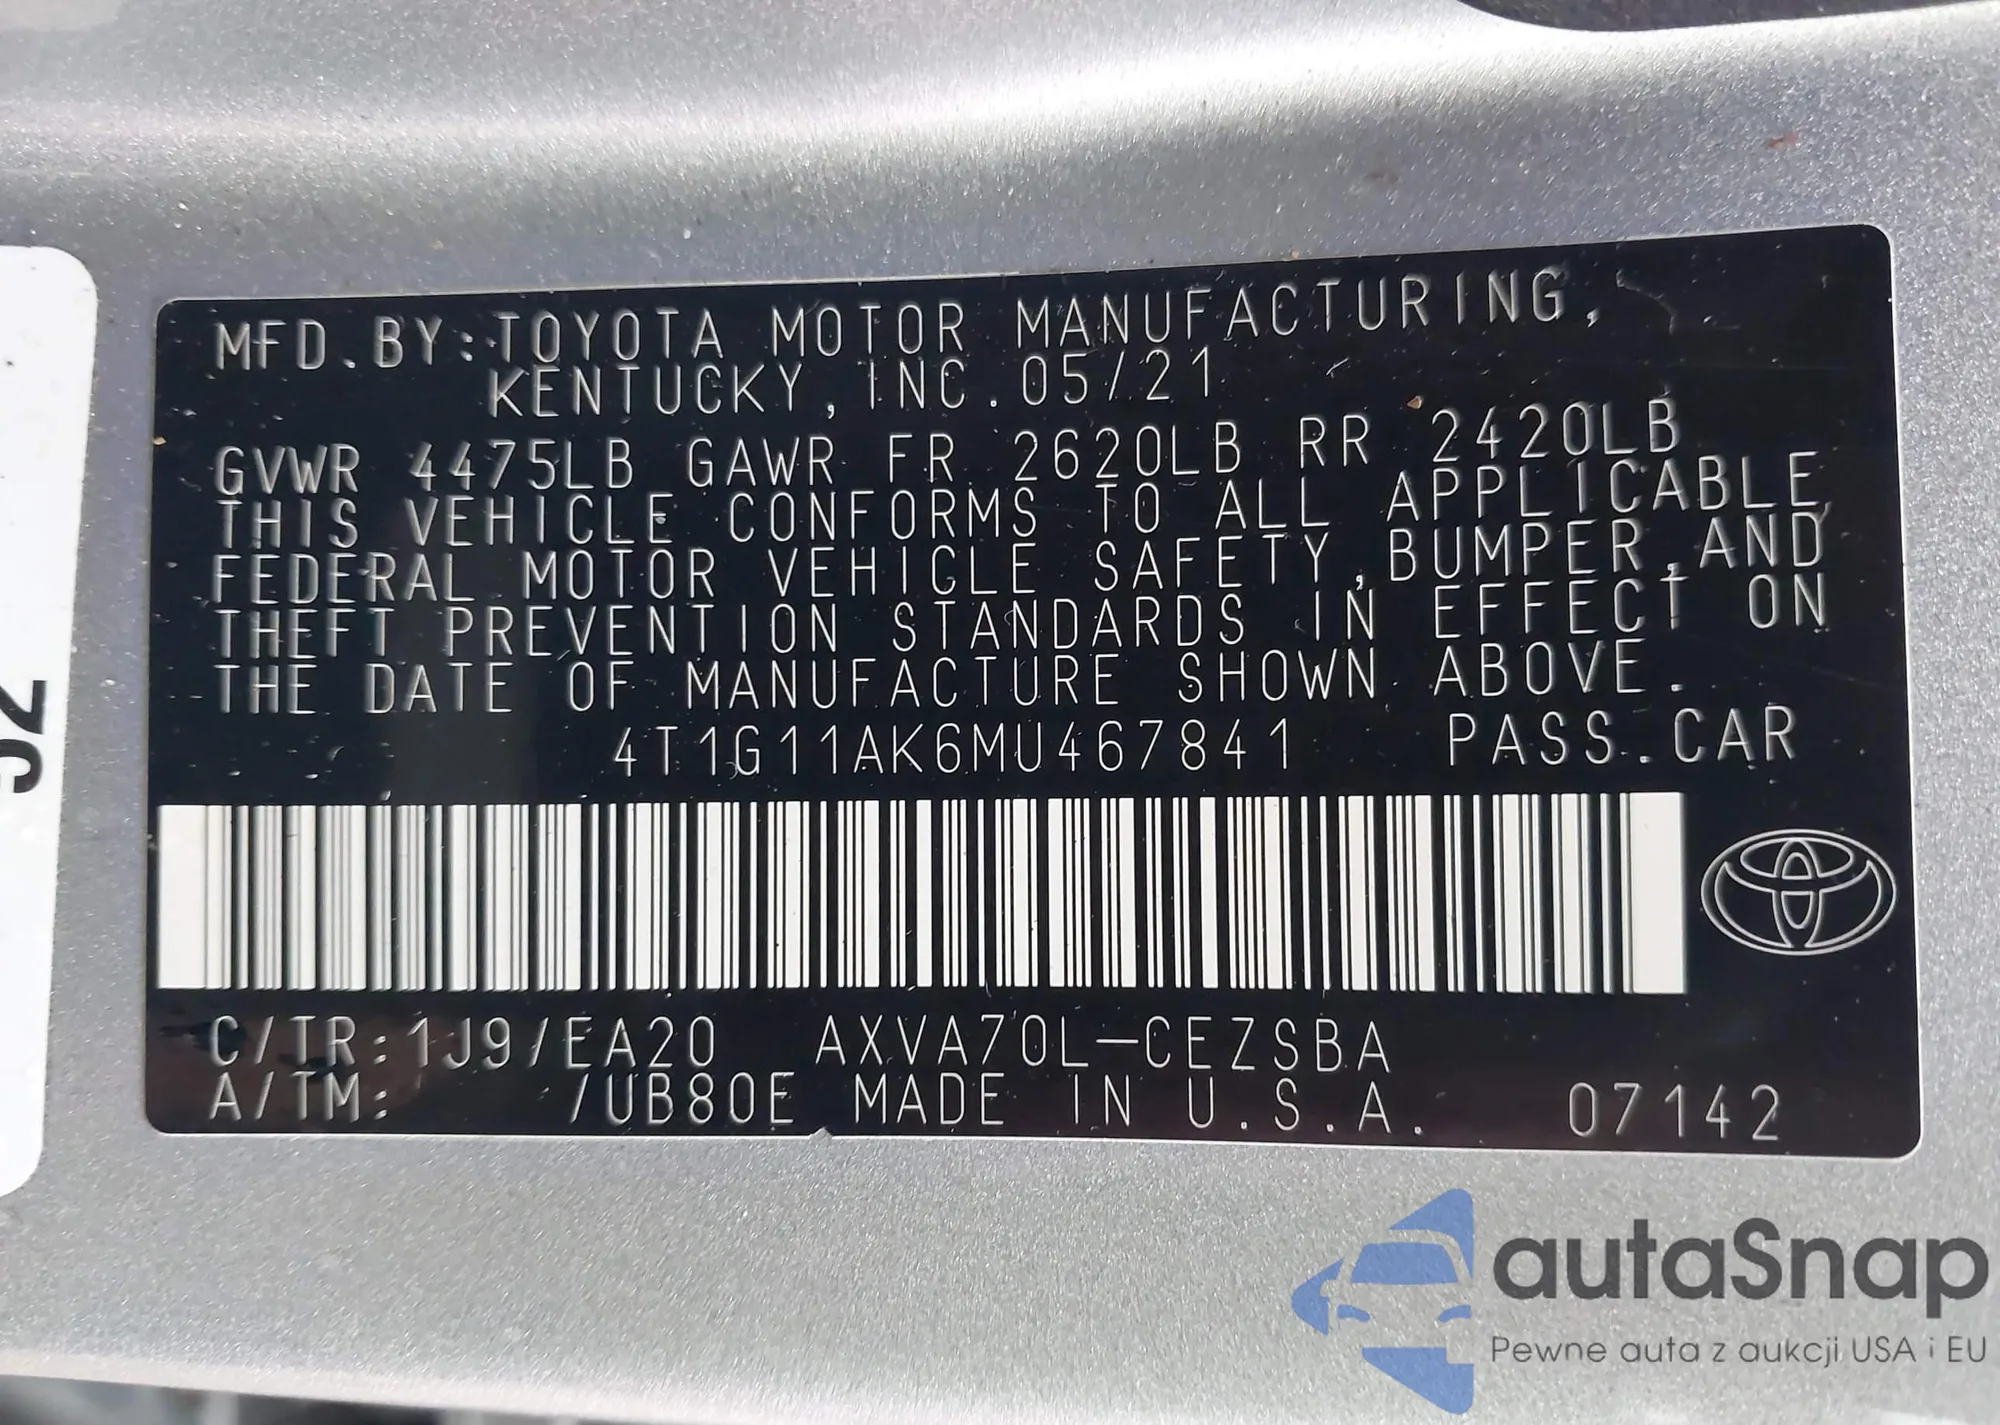 MFD.BY:TOYOTA MOTOR MANUFACTURING,
KENTUCKY, INC.05/21
GVWR 4475LB GAWR FR 2620LB RR 2420LB
THIS VEHICLE CONFORMS TO ALL APPLICABLE
FEDERAL MOTOR VEHICLE SAFETY,BUMPER,AND
THEFT PREVENTION STANDARDS IN EFFECT ON
THE DATE OF MANUFACTURE SHOWN ABOVE.
4T1G11AK6MU467841 PASS.CAR
C/TR:1J9/EA20 AXVA70L-CEZSBA
A/TM: /UB80E MADE IN U.S.A. 07142
autoSnap
Pewne auta z aukcji USA i EU